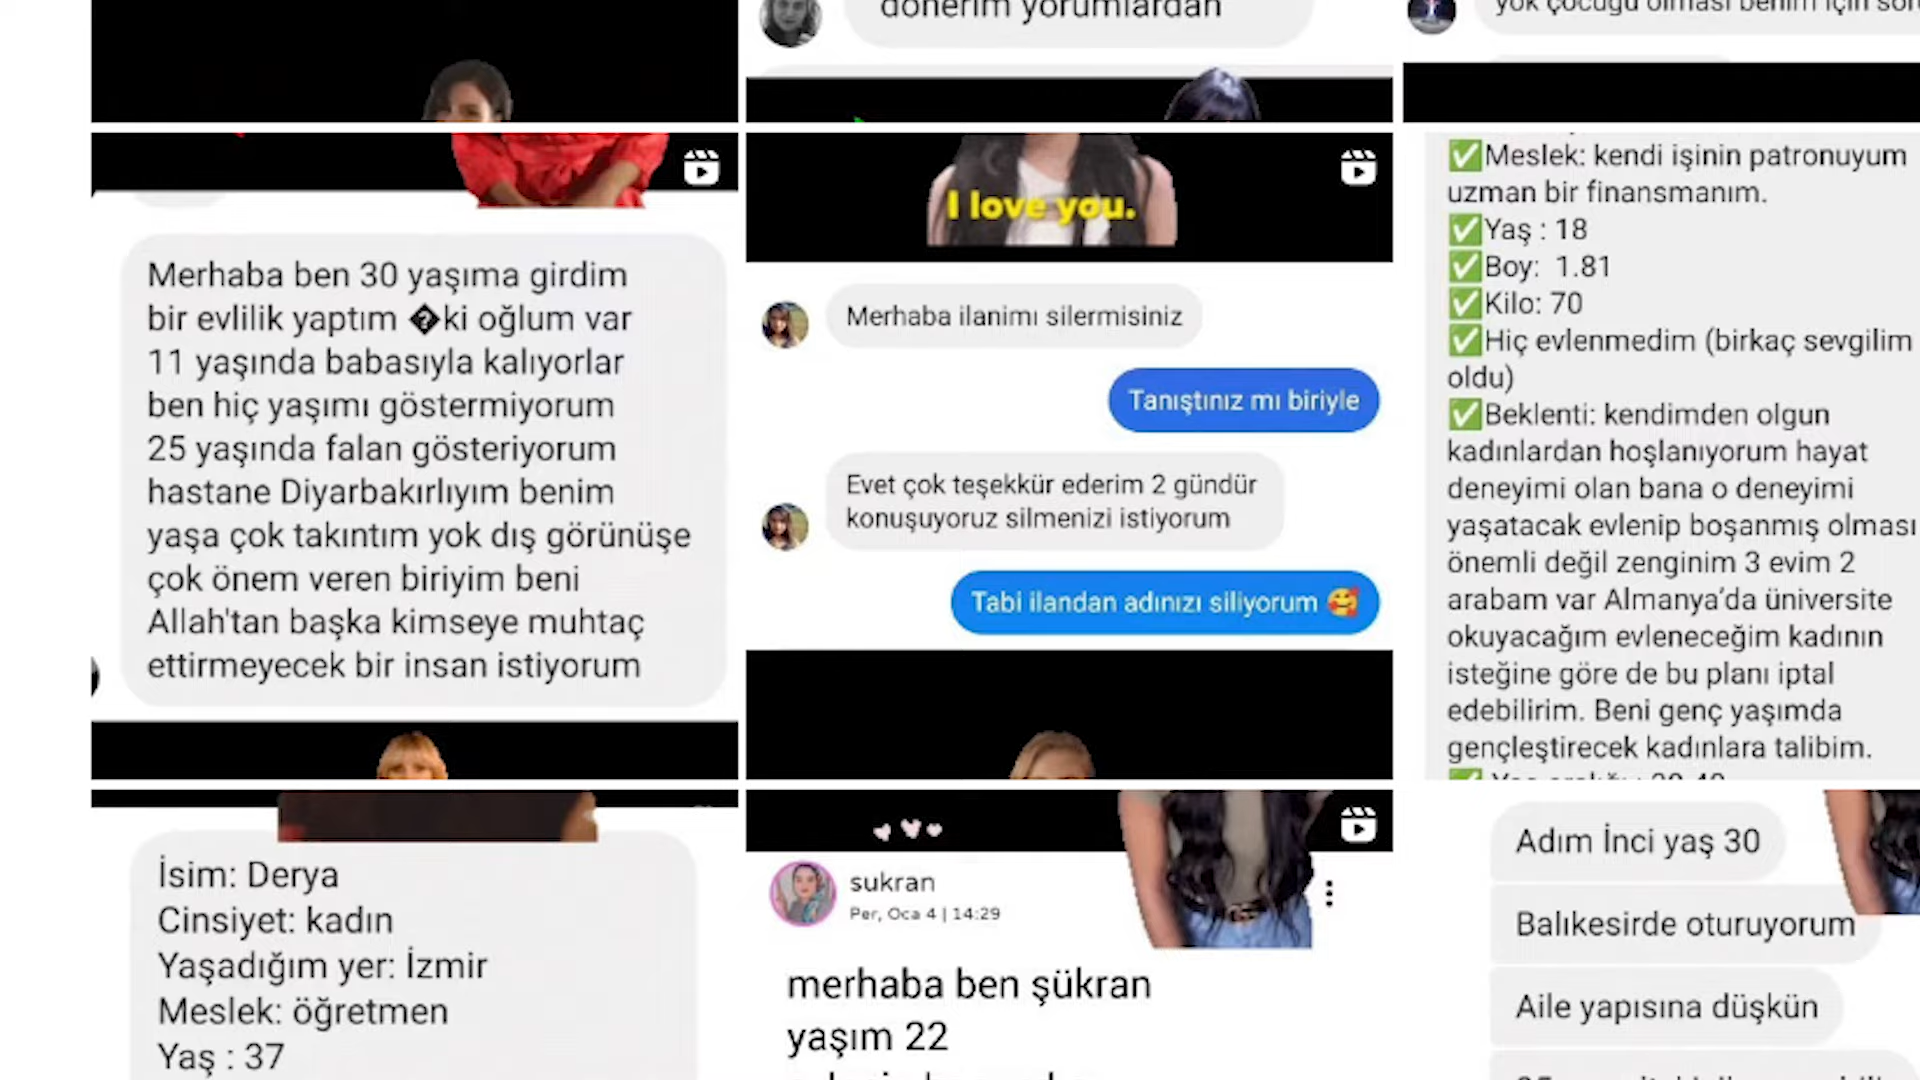 dönerim yorumlardan
yok çocuğu olması benim için
Merhaba ben 30 yaşıma girdim
bir evlilik yaptım �ki oğlum var
11 yaşında babasıyla kalıyorlar
ben hiç yaşımı göstermiyorum
25 yaşında falan gösteriyorum
hastane Diyarbakırlıyım benim
yaşa çok takıntım yok dış görünüşe
çok önem veren biriyim beni
Allah'tan başka kimseye muhtaç
ettirmeyecek bir insan istiyorum
I love you.
Merhaba ilanimı silermisiniz
Tanıştınız mı biriyle
Evet çok teşekkür ederim 2 gündür
konuşuyoruz silmenizi istiyorum
Tabi ilandan adınızı siliyorum 🥰
✅Meslek: kendi işinin patronuyum
uzman bir finansmanım.
✅Yaş : 18
✅Boy: 1.81
✅Kilo: 70
✅Hiç evlenmedim (birkaç sevgilim
oldu)
✅Beklenti: kendimden olgun
kadınlardan hoşlanıyorum hayat
deneyimi olan bana o deneyimi
yaşatacak evlenip boşanmış olması
önemli değil zenginim 3 evim 2
arabam var Almanya’da üniversite
okuyacağım evleneceğim kadının
isteğine göre de bu planı iptal
edebilirim. Beni genç yaşımda
gençleştirecek kadınlara talibim.
İsim: Derya
Cinsiyet: kadın
Yaşadığım yer: İzmir
Meslek: öğretmen
Yaş : 37
sukran
Per, Oca 4 | 14:29
merhaba ben şükran
yaşım 22
Adım İnci yaş 30
Balıkesirde oturuyorum
Aile yapısına düşkün